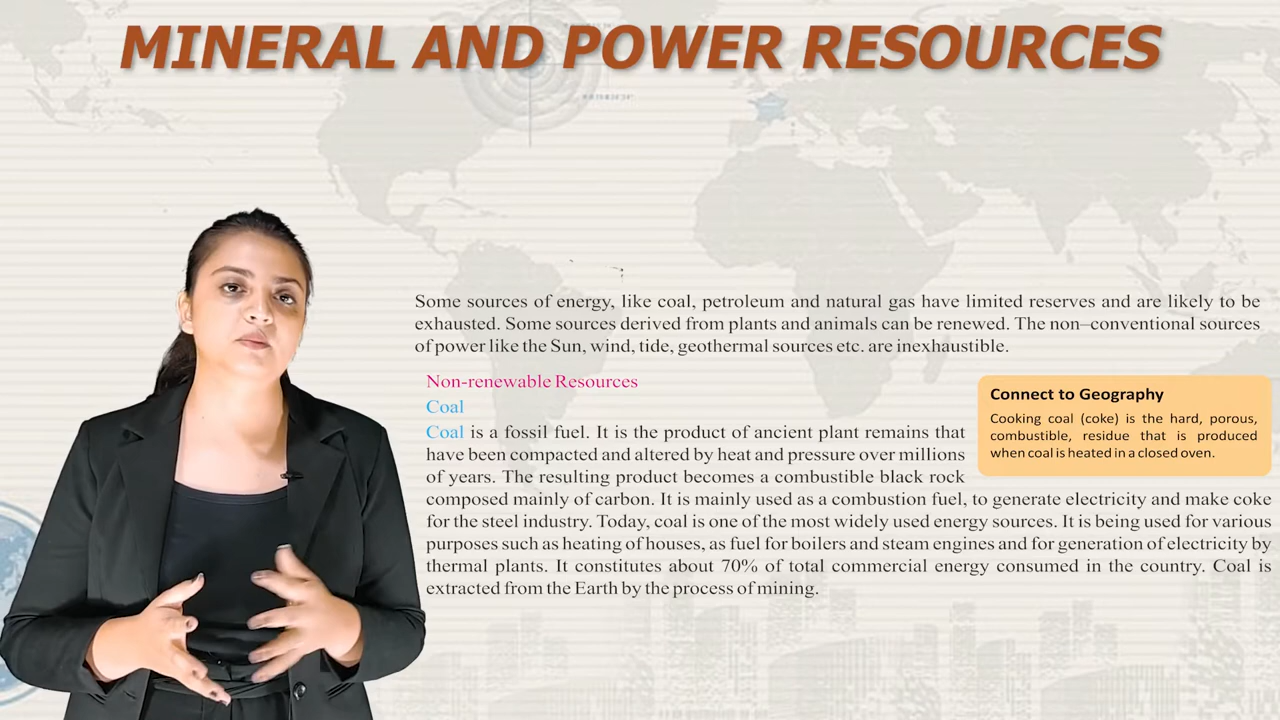 MINERAL AND POWER RESOURCES
Some sources of energy, like coal, petroleum and natural gas have limited reserves and are likely to be
exhausted. Some sources derived from plants and animals can be renewed. The non–conventional sources
of power like the Sun, wind, tide, geothermal sources etc. are inexhaustible.
Non-renewable Resources
Coal
Coal is a fossil fuel. It is the product of ancient plant remains that
have been compacted and altered by heat and pressure over millions
of years. The resulting product becomes a combustible black rock
composed mainly of carbon. It is mainly used as a combustion fuel, to generate electricity and make coke
for the steel industry. Today, coal is one of the most widely used energy sources. It is being used for various
purposes such as heating of houses, as fuel for boilers and steam engines and for generation of electricity by
thermal plants. It constitutes about 70% of total commercial energy consumed in the country. Coal is
extracted from the Earth by the process of mining.
Connect to Geography
Cooking coal (coke) is the hard, porous,
combustible, residue that is produced
when coal is heated in a closed oven.